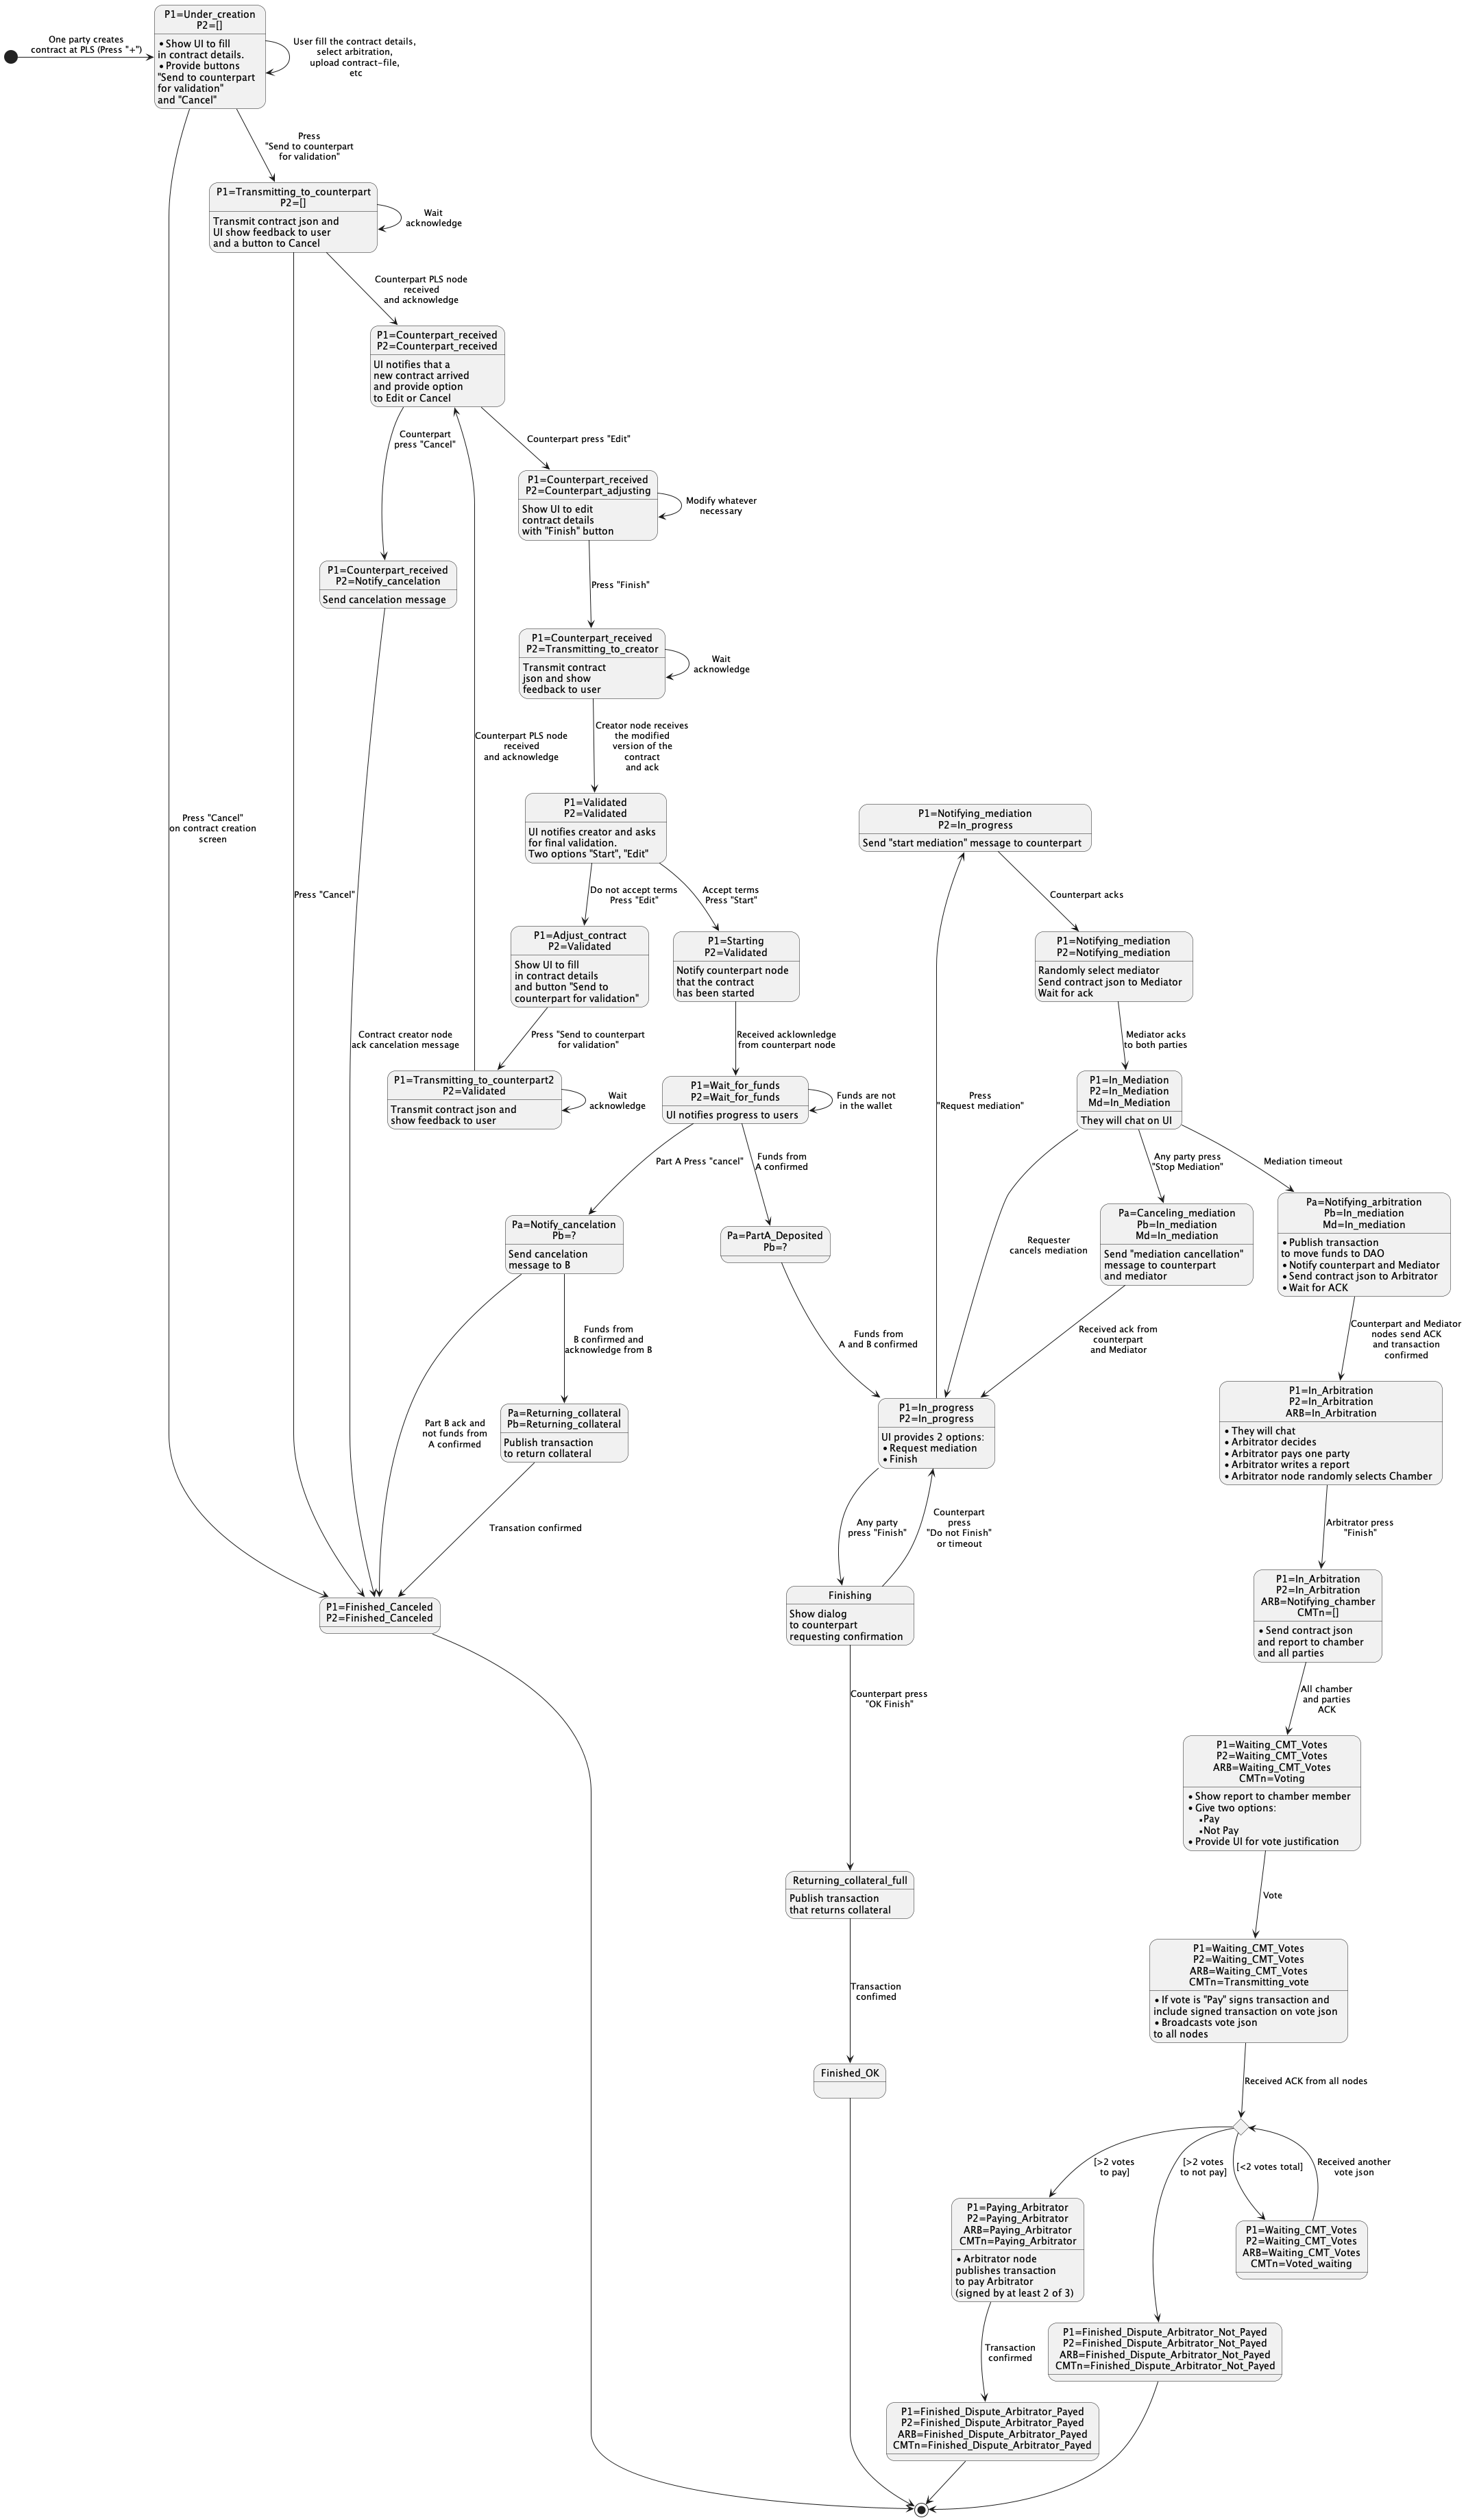 One party creates
contract at PLS (Press "+")
P1=Under_creation
P2=[]
• Show UI to fill
in contract details.
• Provide buttons
"Send to counterpart
for validation"
and "Cancel"
User fill the contract details,
select arbitration,
upload contract-file,
etc
Press
"Send to counterpart
for validation"
P1=Transmitting_to_counterpart
P2=[]
Transmit contract json and
UI show feedback to user
and a button to Cancel
Wait
acknowledge
Counterpart PLS node
received
and acknowledge
P1=Counterpart_received
P2=Counterpart_received
UI notifies that a
new contract arrived
and provide option
to Edit or Cancel
Counterpart
press "Cancel"
Counterpart press "Edit"
P1=Counterpart_received
P2=Counterpart_adjusting
Show UI to edit
contract details
with "Finish" button
Modify whatever
necessary
P1=Counterpart_received
P2=Notify_cancelation
Send cancelation message
Press "Finish"
P1=Counterpart_received
P2=Transmitting_to_creator
Transmit contract
json and show
feedback to user
Wait
acknowledge
Counterpart PLS node
received
and acknowledge
Creator node receives
the modified
version of the
contract
and ack
P1=Validated
P2=Validated
UI notifies creator and asks
for final validation.
Two options "Start", "Edit"
P1=Notifying_mediation
P2=In_progress
Send "start mediation" message to counterpart
Press "Cancel"
on contract creation
screen
Press "Cancel"
Do not accept terms
Press "Edit"
Accept terms
Press "Start"
Counterpart acks
P1=Adjust_contract
P2=Validated
Show UI to fill
in contract details
and button "Send to
counterpart for validation"
P1=Starting
P2=Validated
Notify counterpart node
that the contract
has been started
P1=Notifying_mediation
P2=Notifying_mediation
Randomly select mediator
Send contract json to Mediator
Wait for ack
Contract creator node
ack cancelation message
Press "Send to counterpart
for validation"
Received acklownledge
from counterpart node
Mediator acks
to both parties
P1=Transmitting_to_counterpart2
P2=Validated
Transmit contract json and
show feedback to user
Wait
acknowledge
P1=Wait_for_funds
P2=Wait_for_funds
UI notifies progress to users
Funds are not
in the wallet
Press
"Request mediation"
P1=In_Mediation
P2=In_Mediation
Md=In_Mediation
They will chat on UI
Part A Press "cancel"
Funds from
A confirmed
Any party press
"Stop Mediation"
Mediation timeout
Pa=Notify_cancelation
Pb=?
Send cancelation
message to B
Pa=PartA_Deposited
Pb=?
Requester
cancels mediation
Pa=Canceling_mediation
Pb=In_mediation
Md=In_mediation
Send "mediation cancellation"
message to counterpart
and mediator
Pa=Notifying_arbitration
Pb=In_mediation
Md=In_mediation
• Publish transaction
to move funds to DAO
• Notify counterpart and Mediator
• Send contract json to Arbitrator
• Wait for ACK
Funds from
B confirmed and
acknowledge from B
Funds from
A and B confirmed
Received ack from
counterpart
and Mediator
Counterpart and Mediator
nodes send ACK
and transaction
confirmed
Part B ack and
not funds from
A confirmed
Pa=Returning_collateral
Pb=Returning_collateral
Publish transaction
to return collateral
P1=In_progress
P2=In_progress
UI provides 2 options:
• Request mediation
• Finish
P1=In_Arbitration
P2=In_Arbitration
ARB=In_Arbitration
• They will chat
• Arbitrator decides
• Arbitrator pays one party
• Arbitrator writes a report
• Arbitrator node randomly selects Chamber
Transation confirmed
Any party
press "Finish"
Counterpart
press
"Do not Finish"
or timeout
Arbitrator press
"Finish"
P1=Finished_Canceled
P2=Finished_Canceled
Finishing
Show dialog
to counterpart
requesting confirmation
P1=In_Arbitration
P2=In_Arbitration
ARB=Notifying_chamber
CMTn=[]
• Send contract json
and report to chamber
and all parties
Counterpart press
"OK Finish"
All chamber
and parties
ACK
P1=Waiting_CMT_Votes
P2=Waiting_CMT_Votes
ARB=Waiting_CMT_Votes
CMTn=Voting
• Show report to chamber member
• Give two options:
▪ Pay
▪ Not Pay
• Provide UI for vote justification
Returning_collateral_full
Publish transaction
that returns collateral
Vote
Transaction
confimed
P1=Waiting_CMT_Votes
P2=Waiting_CMT_Votes
ARB=Waiting_CMT_Votes
CMTn=Transmitting_vote
• If vote is "Pay" signs transaction and
include signed transaction on vote json
• Broadcasts vote json
to all nodes
Finished_OK
Received ACK from all nodes
[>2 votes
to pay]
[>2 votes
to not pay]
[<2 votes total]
Received another
vote json
P1=Paying_Arbitrator
P2=Paying_Arbitrator
ARB=Paying_Arbitrator
CMTn=Paying_Arbitrator
• Arbitrator node
publishes transaction
to pay Arbitrator
(signed by at least 2 of 3)
P1=Waiting_CMT_Votes
P2=Waiting_CMT_Votes
ARB=Waiting_CMT_Votes
CMTn=Voted_waiting
Transaction
confirmed
P1=Finished_Dispute_Arbitrator_Not_Payed
P2=Finished_Dispute_Arbitrator_Not_Payed
ARB=Finished_Dispute_Arbitrator_Not_Payed
CMTn=Finished_Dispute_Arbitrator_Not_Payed
P1=Finished_Dispute_Arbitrator_Payed
P2=Finished_Dispute_Arbitrator_Payed
ARB=Finished_Dispute_Arbitrator_Payed
CMTn=Finished_Dispute_Arbitrator_Payed